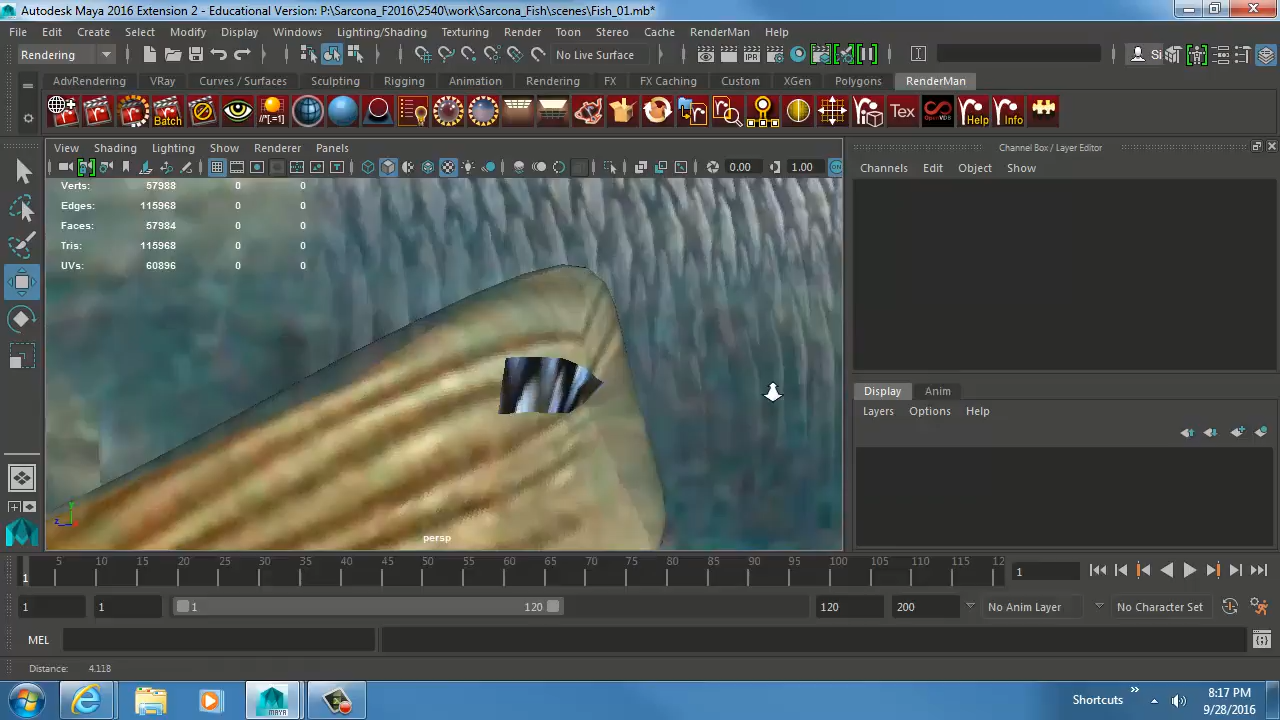 Autodesk Maya 2016 Extension 2 - Educational Version: P:\Sarcona_F2016\2540\work\Sarcona_Fish\scenes\Fish_01.mb*
File Edit Create Select Modify Display Windows Lighting/Shading Texturing Render Toon Stereo Cache RenderMan Help
Rendering No Live Surface Si
AdvRendering VRay Curves / Surfaces Sculpting Rigging Animation Rendering FX FX Caching Custom XGen Polygons RenderMan
Batch //*[.=1] Tex OpenVDB Help Info
View Shading Lighting Show Renderer Panels
Channel Box / Layer Editor
0.00 1.00 ON
Channels Edit Object Show
Verts: 57988 0 0
Edges: 115968 0 0
Faces: 57984 0 0
Tris: 115968 0 0
UVs: 60896 0 0
Display Anim
Layers Options Help
persp
5 10 15 20 25 30 35 40 45 50 55 60 65 70 75 80 85 90 95 100 105 110 115 12
1
1
1 1 1 120 120 200 No Anim Layer No Character Set
MEL
Distance: 4.118
MAYA
Shortcuts
8:17 PM
9/28/2016